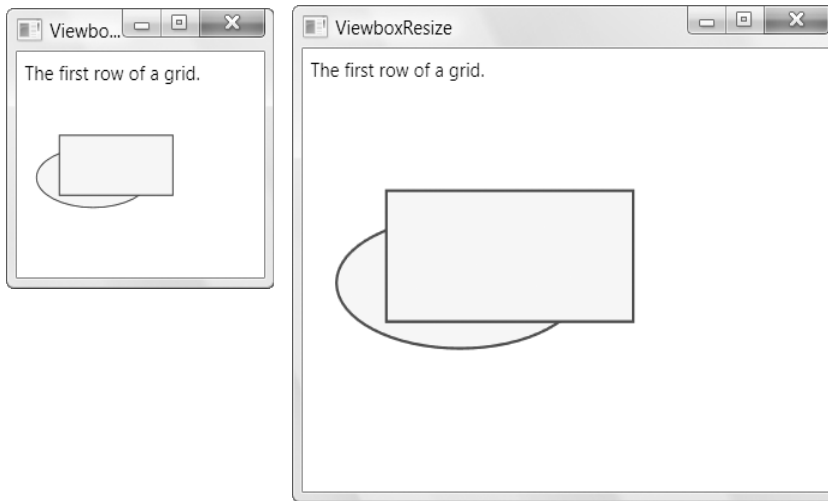 Viewbo...
The first row of a grid.
ViewboxResize
The first row of a grid.